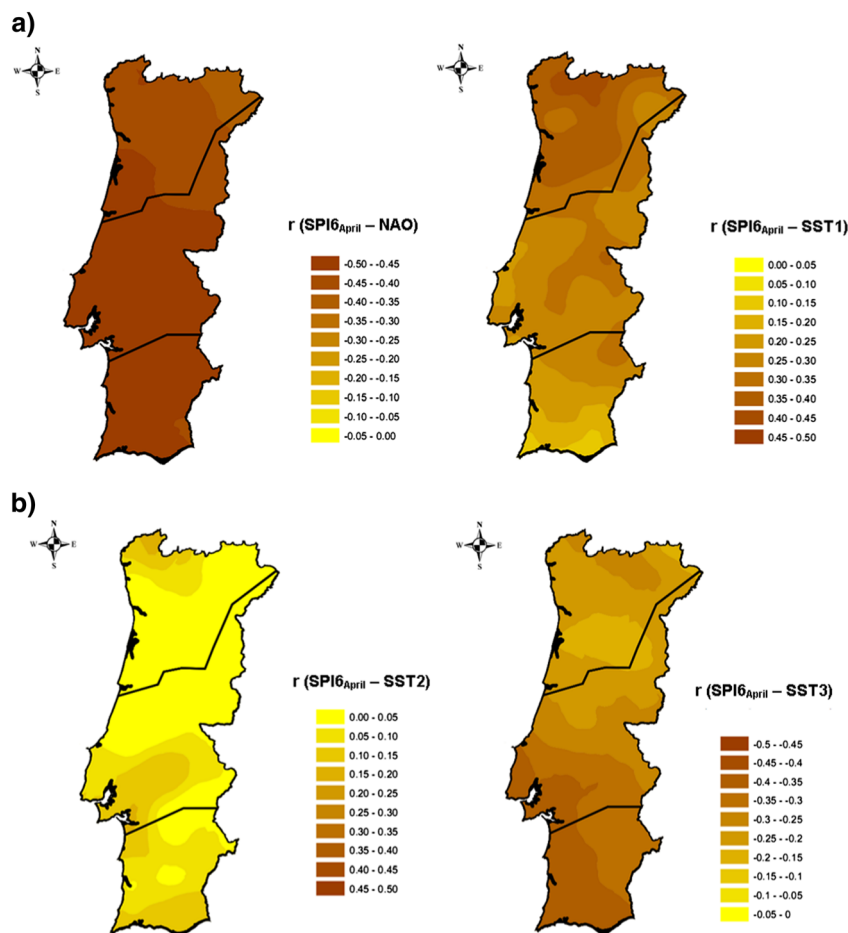 a)
N
W E
S
r (SPI6April – NAO)
-0.50 - -0.45
-0.45 - -0.40
-0.40 - -0.35
-0.35 - -0.30
-0.30 - -0.25
-0.25 - -0.20
-0.20 - -0.15
-0.15 - -0.10
-0.10 - -0.05
-0.05 - 0.00
N
W E
S
r (SPI6April – SST1)
0.00 - 0.05
0.05 - 0.10
0.10 - 0.15
0.15 - 0.20
0.20 - 0.25
0.25 - 0.30
0.30 - 0.35
0.35 - 0.40
0.40 - 0.45
0.45 - 0.50
b)
N
W E
S
r (SPI6April – SST2)
0.00 - 0.05
0.05 - 0.10
0.10 - 0.15
0.15 - 0.20
0.20 - 0.25
0.25 - 0.30
0.30 - 0.35
0.35 - 0.40
0.40 - 0.45
0.45 - 0.50
N
W E
S
r (SPI6April – SST3)
-0.5 - -0.45
-0.45 - -0.4
-0.4 - -0.35
-0.35 - -0.3
-0.3 - -0.25
-0.25 - -0.2
-0.2 - -0.15
-0.15 - -0.1
-0.1 - -0.05
-0.05 - 0